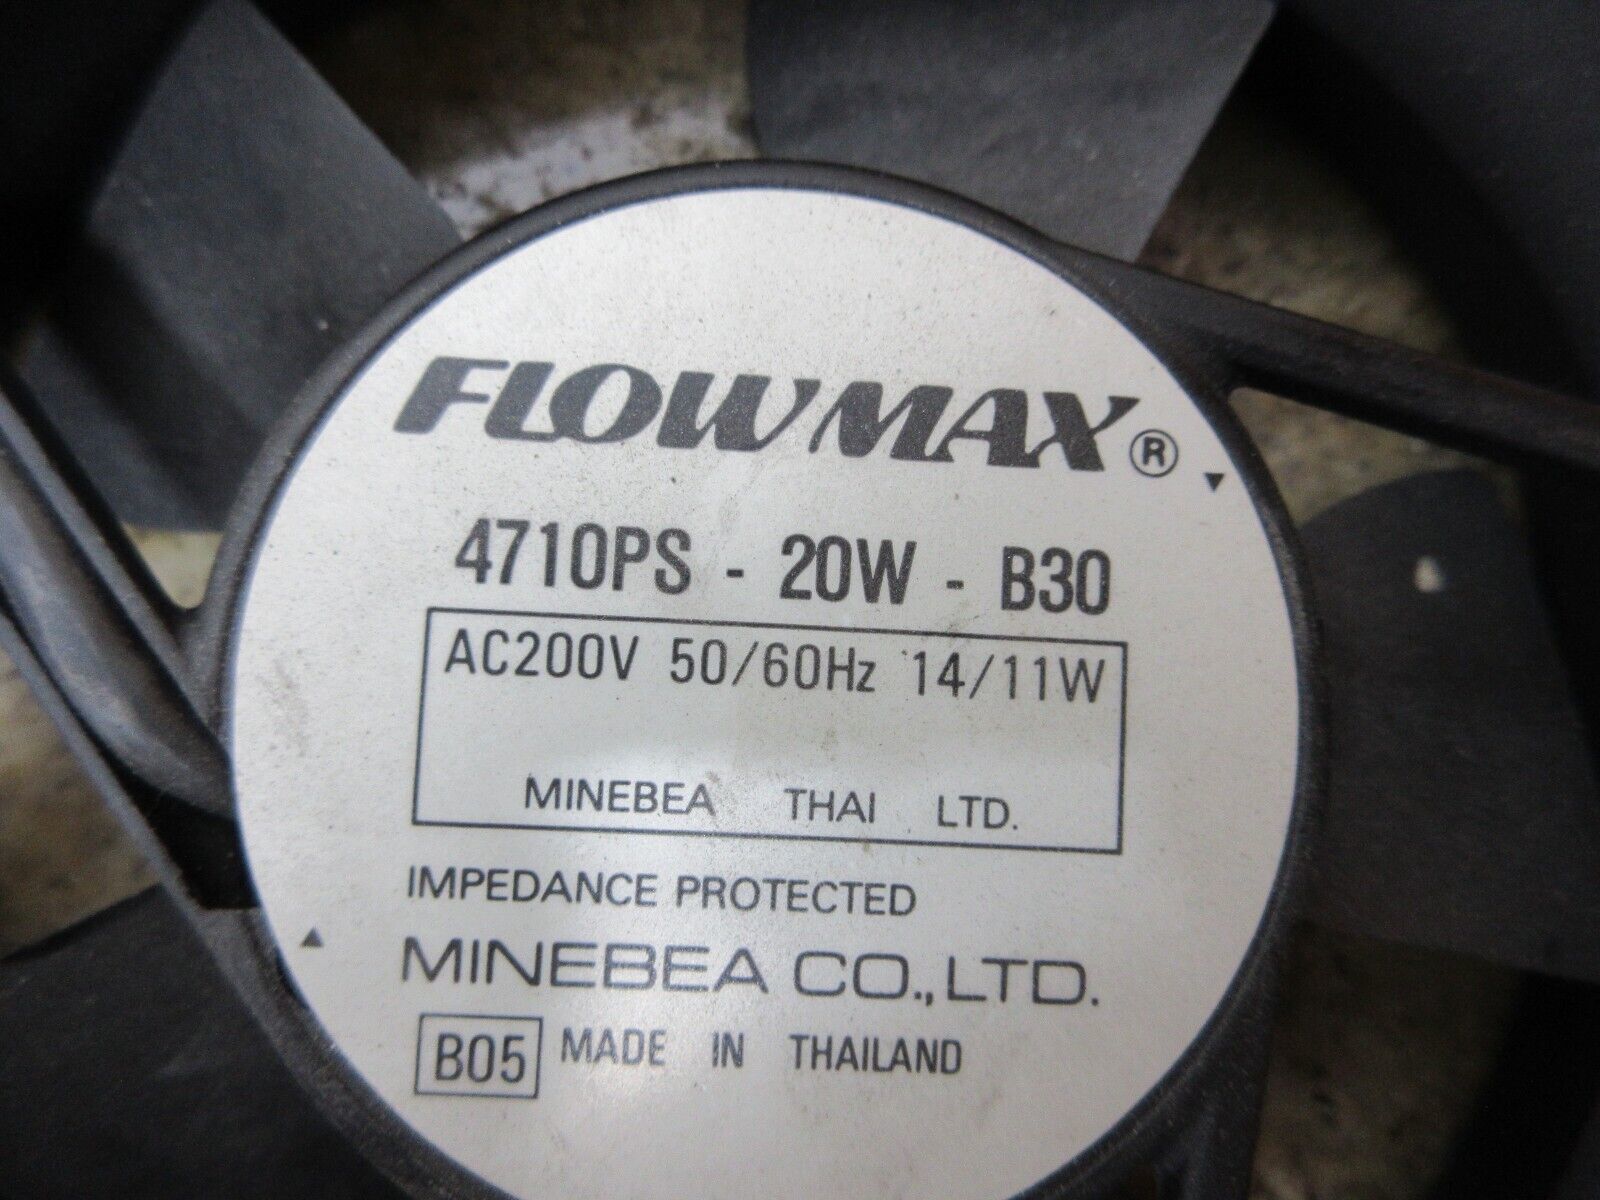 FLOWMAX®
4710PS - 20W - B30
AC200V 50/60Hz 14/11W
MINEBEA THAI LTD.
IMPEDANCE PROTECTED
MINEBEA CO., LTD.
B05 MADE IN THAILAND